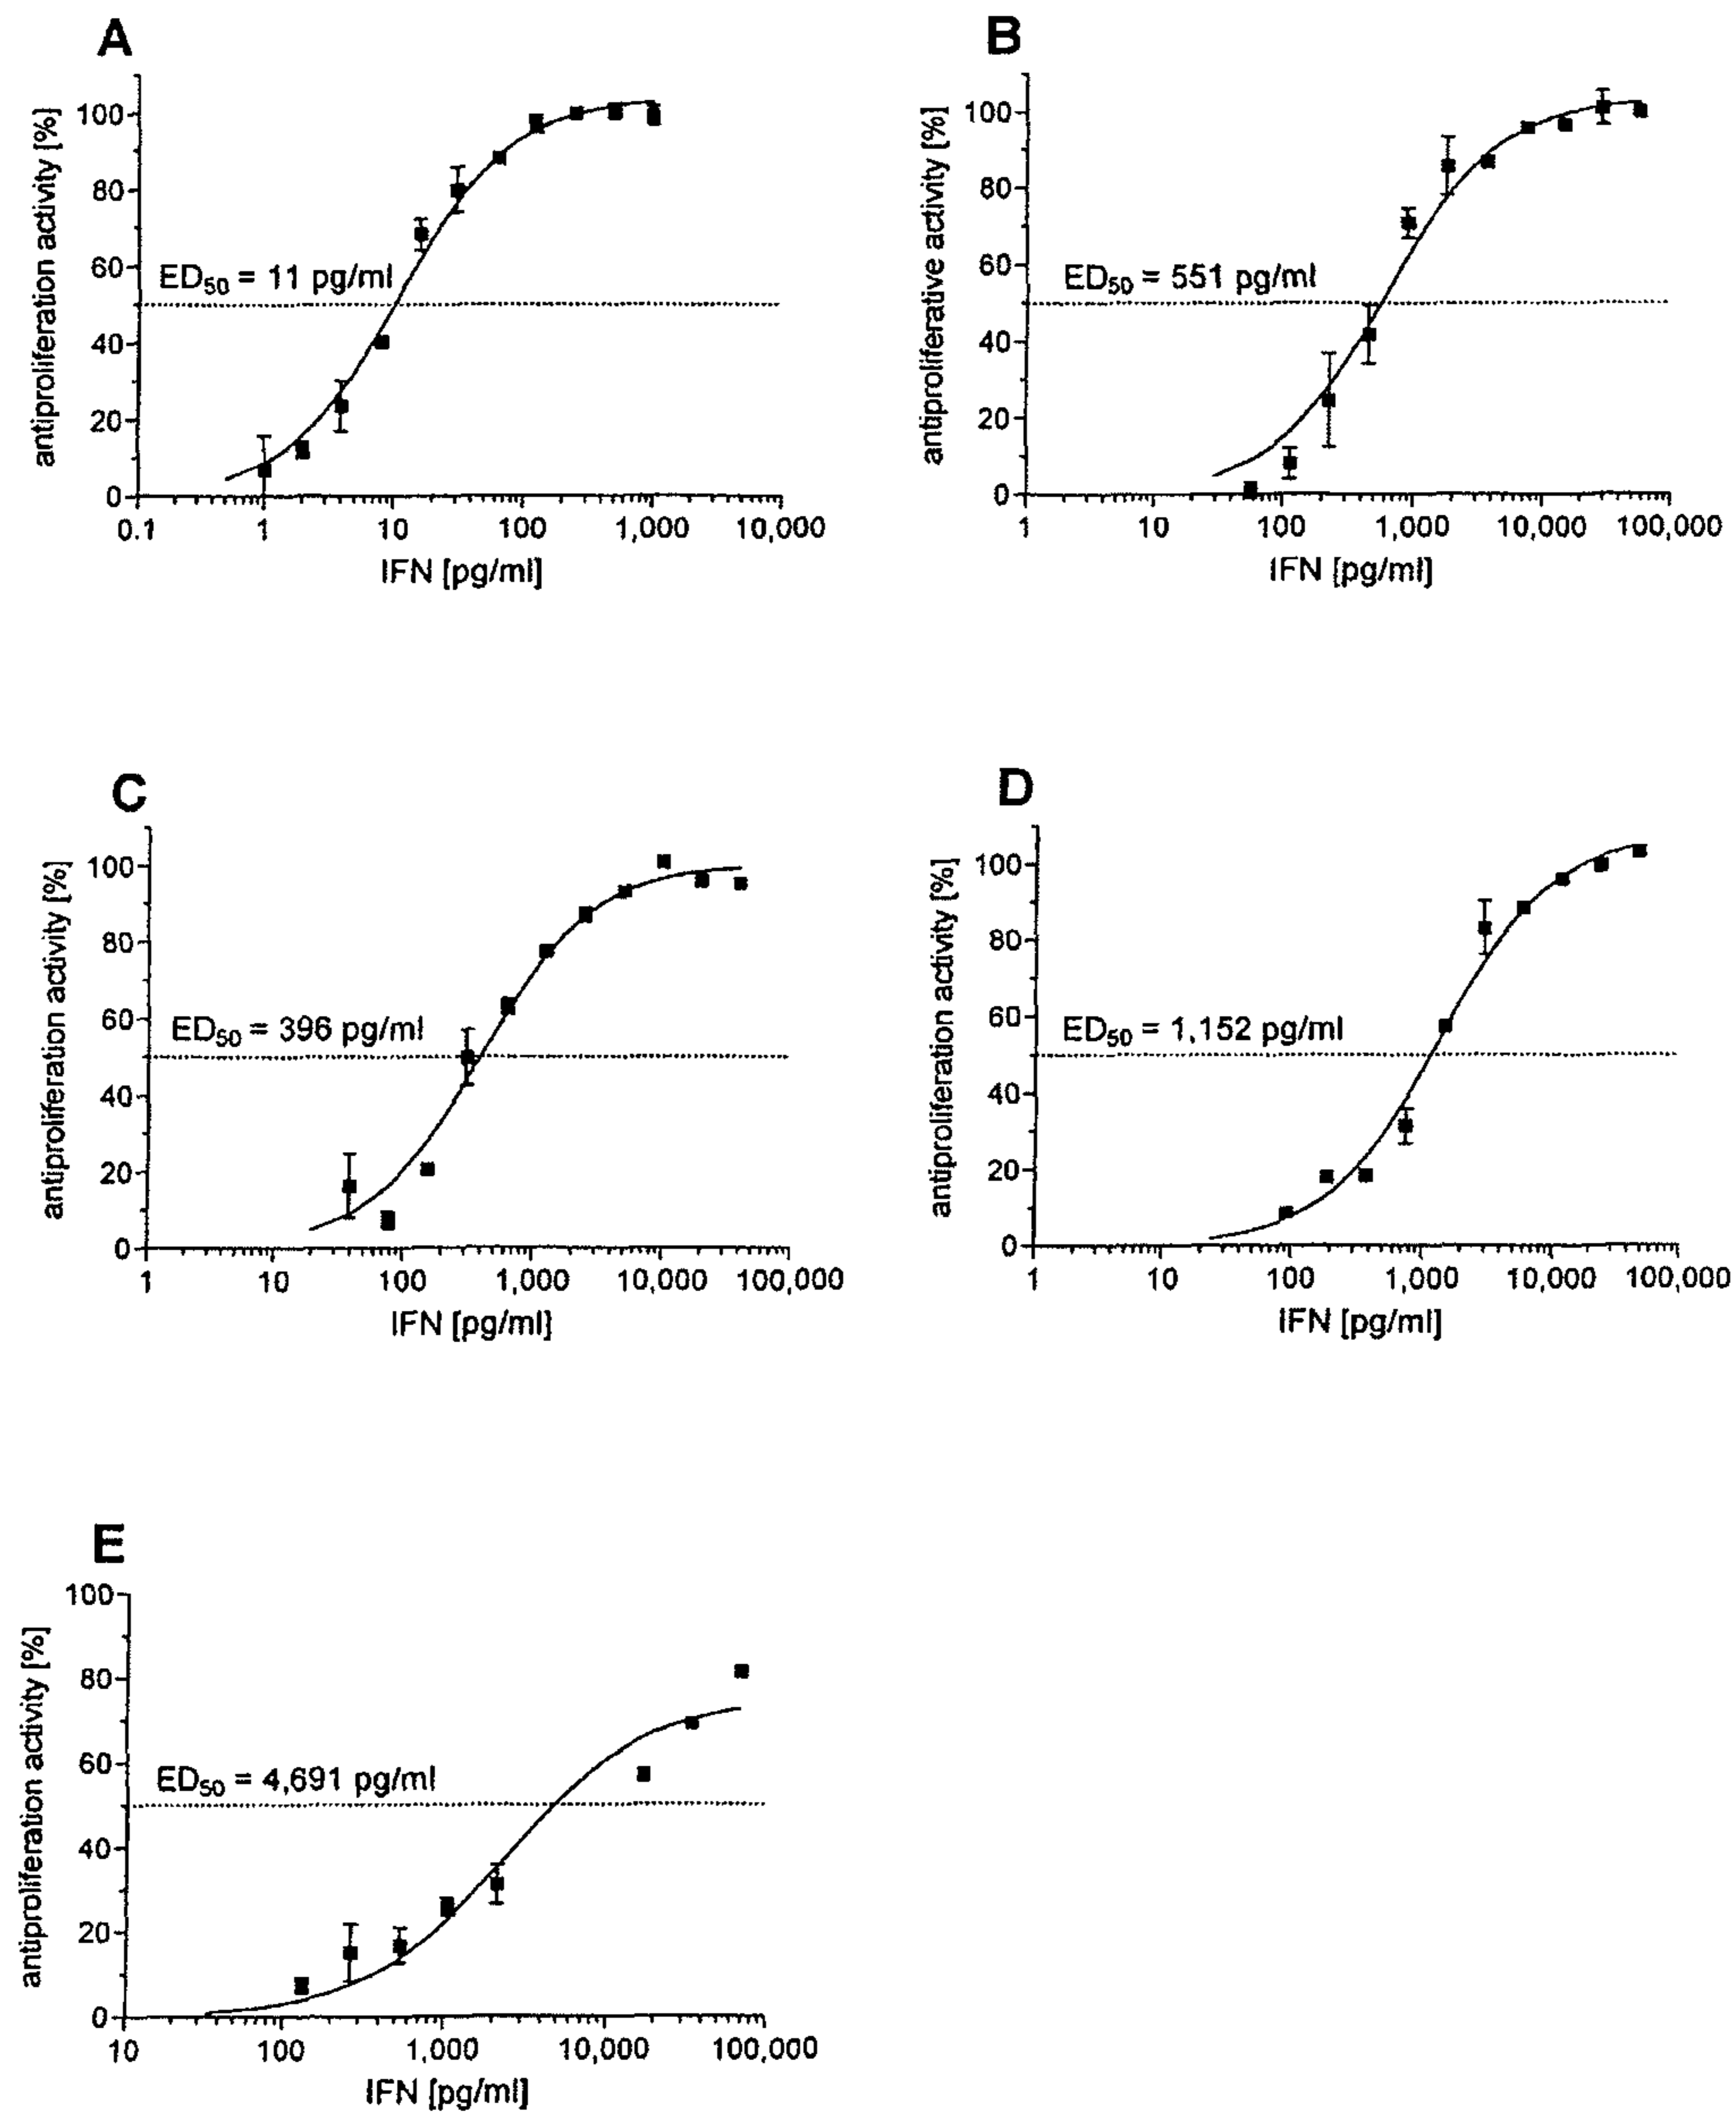 A
antiproliferation activity [%]
100
80
60
40
20
0
ED50 = 11 pg/ml
0.1 1 10 100 1,000 10,000
IFN [pg/ml]
B
antiproliferative activity [%]
100
80
60
40
20
0
ED50 = 551 pg/ml
1 10 100 1,000 10,000 100,000
IFN [pg/ml]
C
antiproliferation activity [%]
100
80
60
40
20
0
ED50 = 396 pg/ml
1 10 100 1,000 10,000 100,000
IFN [pg/ml]
D
antiproliferation activity [%]
100
80
60
40
20
0
ED50 = 1,152 pg/ml
1 10 100 1,000 10,000 100,000
IFN [pg/ml]
E
antiproliferation activity [%]
100
80
60
40
20
0
ED50 = 4,691 pg/ml
10 100 1,000 10,000 100,000
IFN [pg/ml]